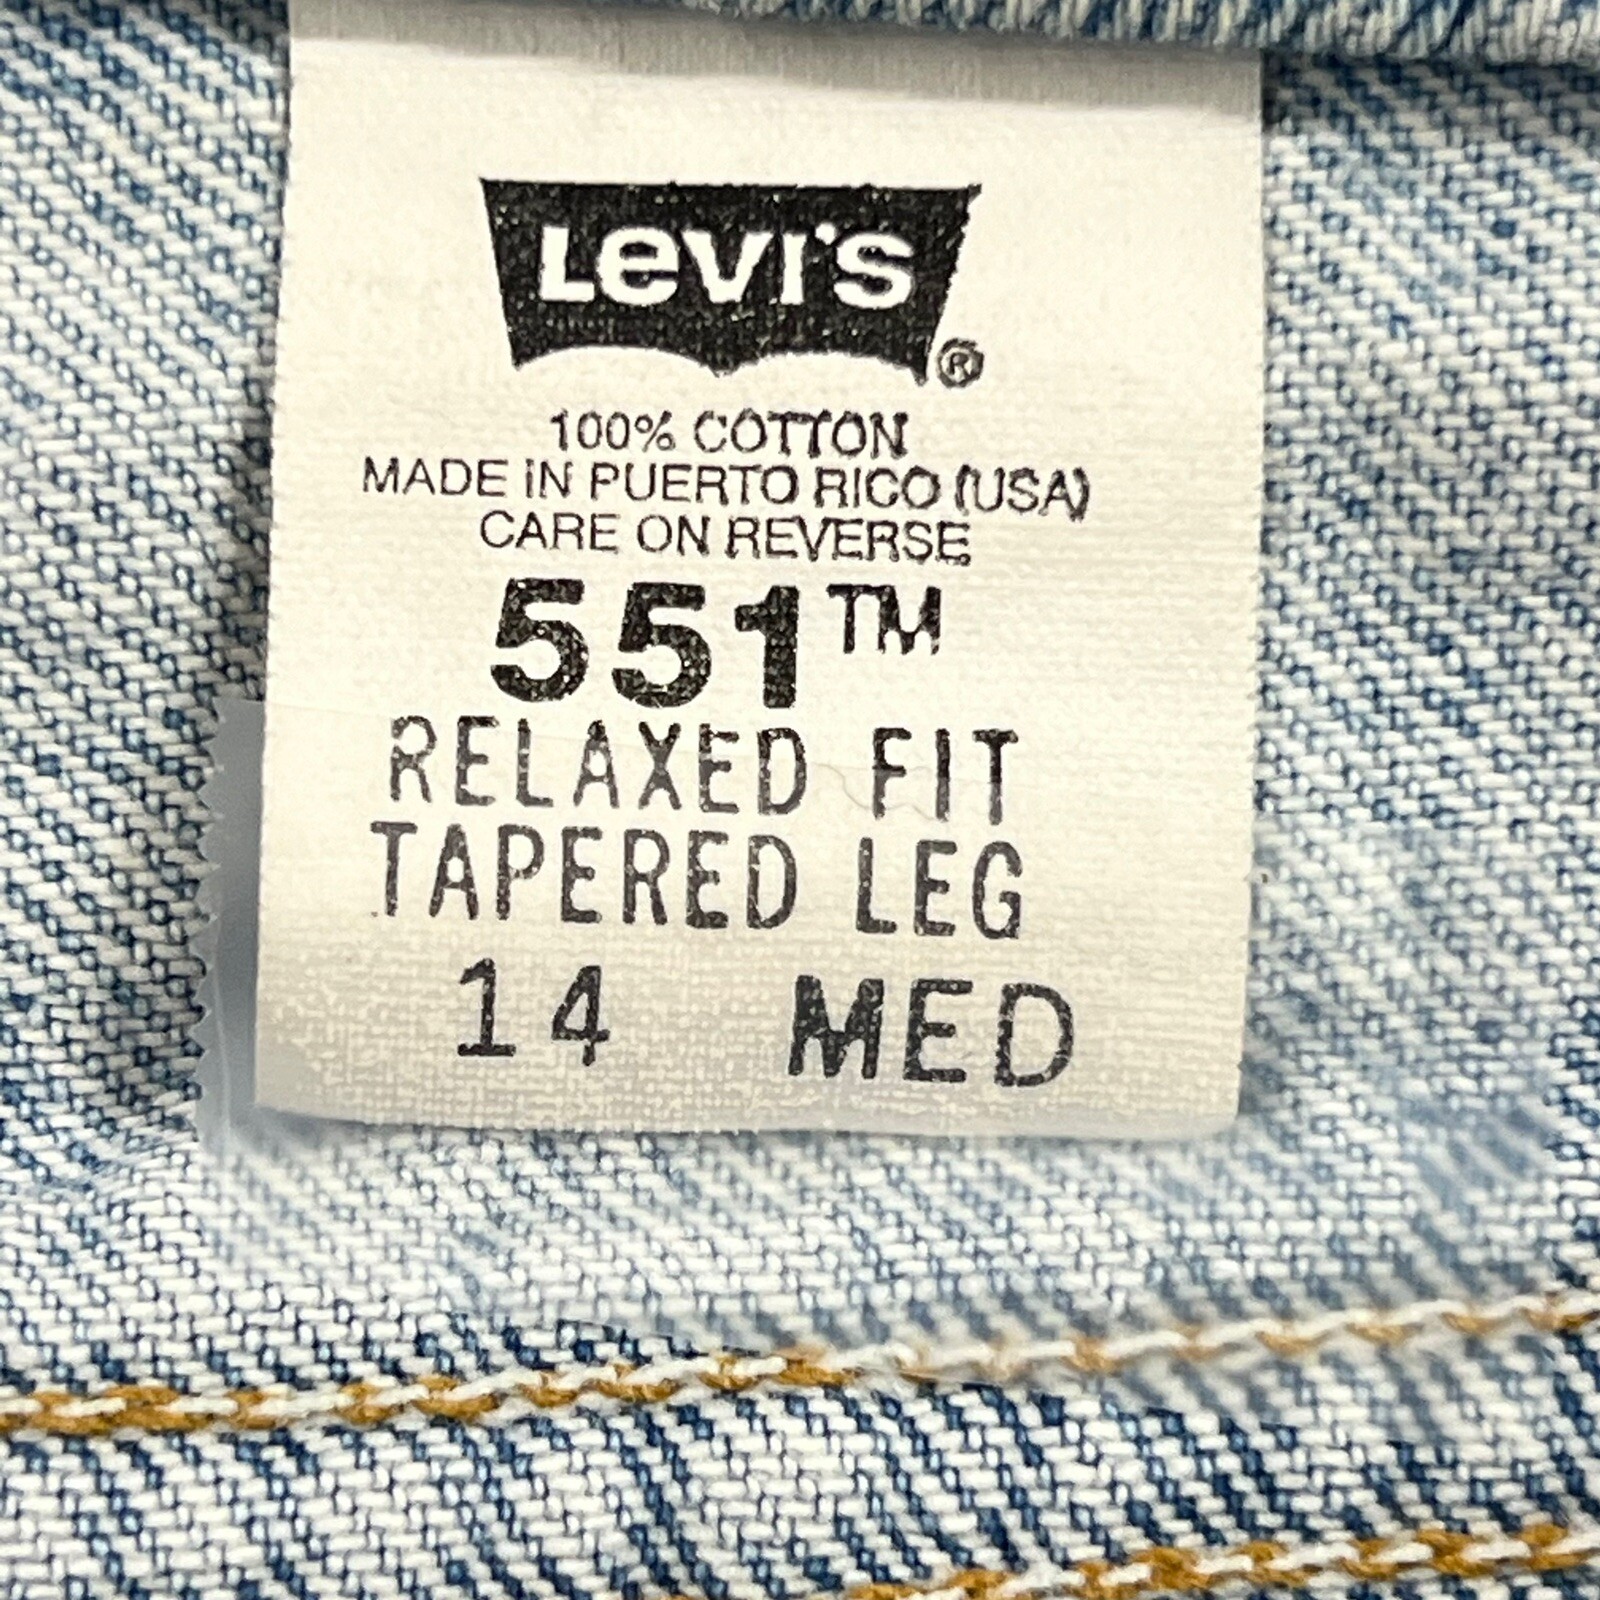 Levi's ®
100% COTTON
MADE IN PUERTO RICO (USA)
CARE ON REVERSE
551™
RELAXED FIT
TAPERED LEG
14 MED